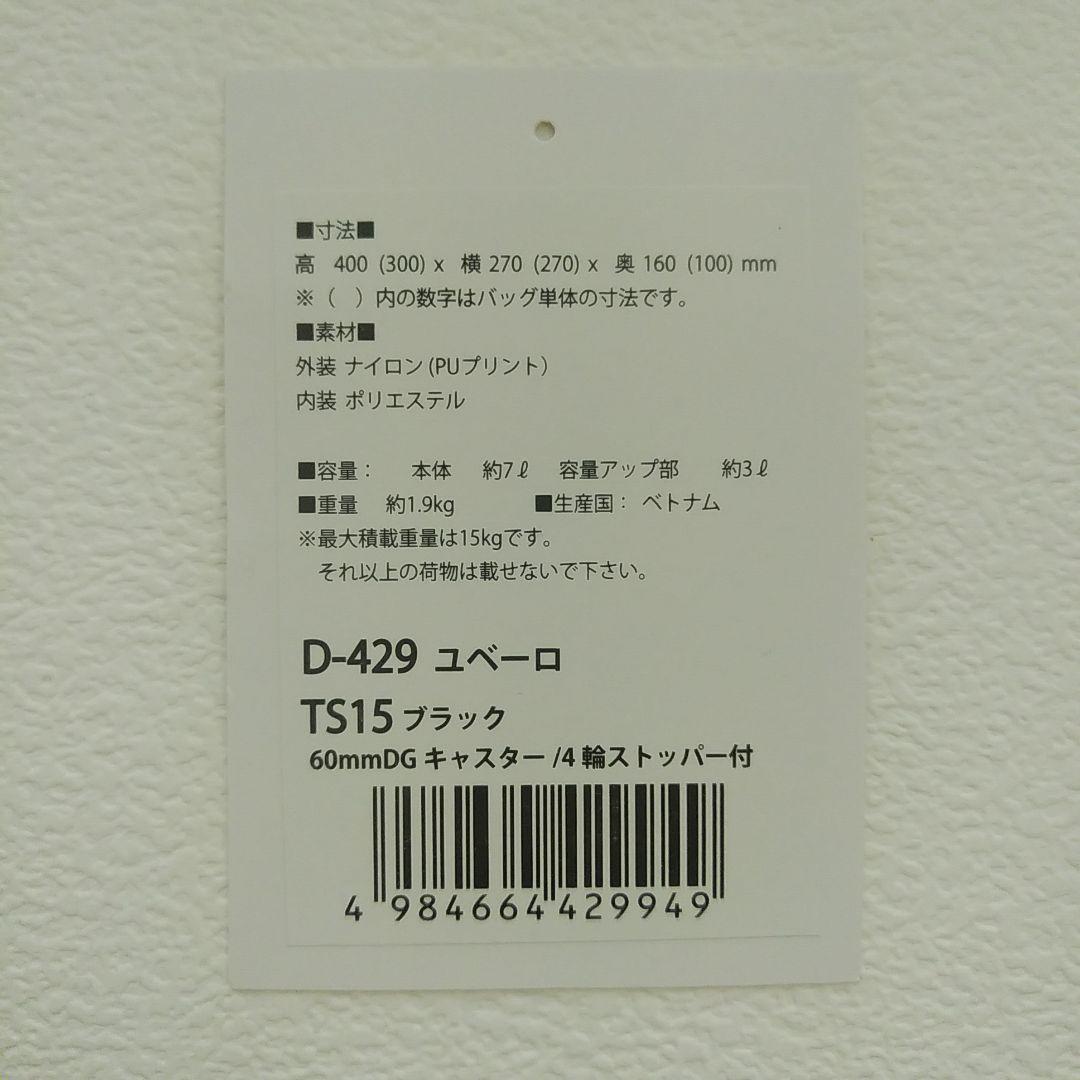 ■寸法■
高 400 (300) x 横 270 (270) x 奥 160 (100) mm
※( )内の数字はバッグ単体の寸法です。
■素材■
外装 ナイロン(PUプリント)
内装 ポリエステル
■容量: 本体 約7ℓ 容量アップ部 約3ℓ
■重量 約1.9kg ■生産国: ベトナム
※最大積載重量は15kgです。
それ以上の荷物は載せないで下さい。
D-429 ユベーロ
TS15 ブラック
60mmDG キャスター /4 輪ストッパー付
4 984664 429949